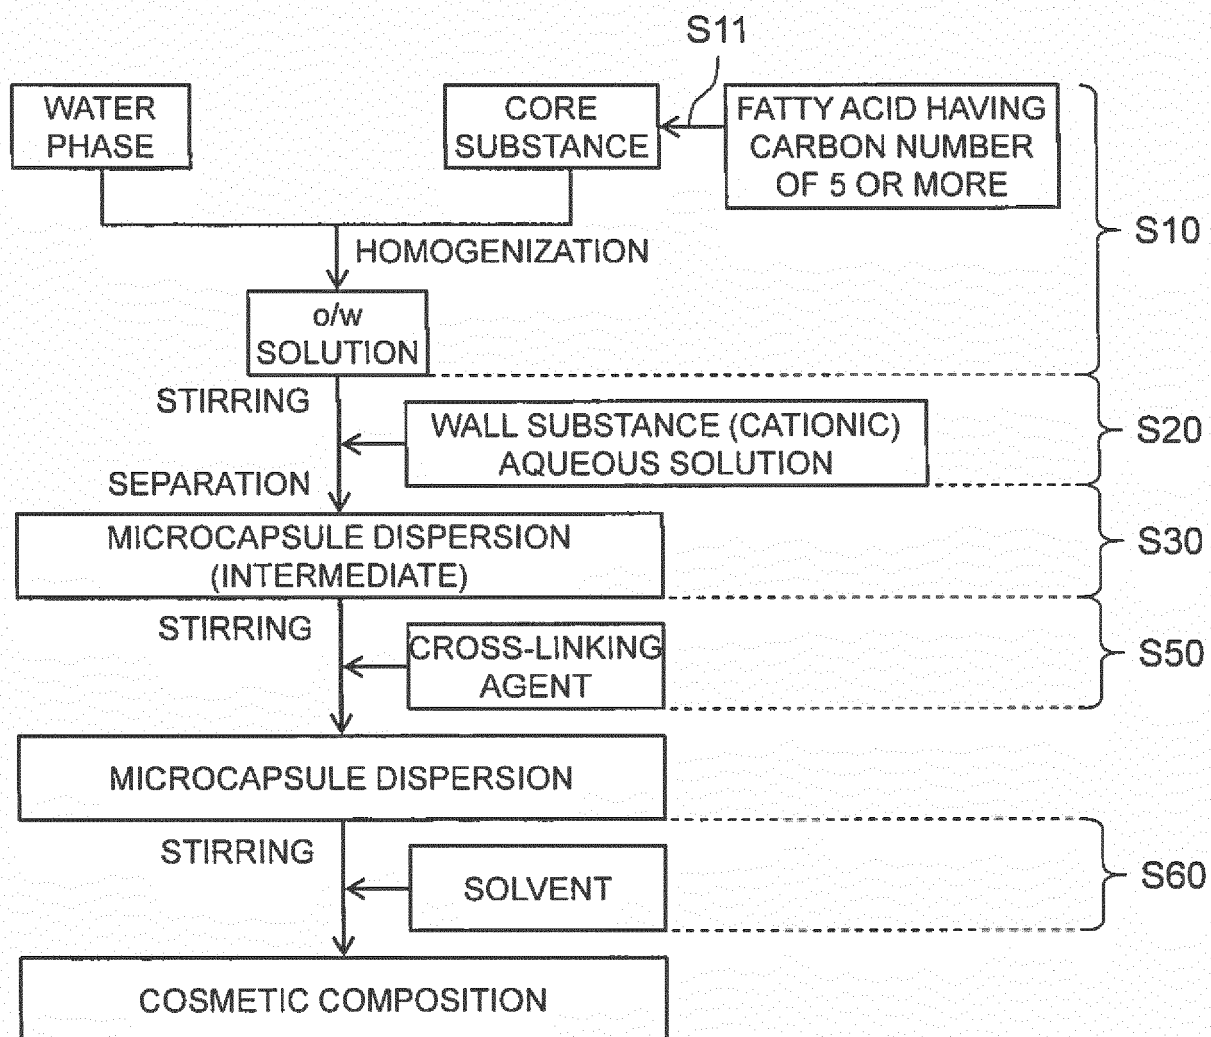 S11
WATER
PHASE
CORE
SUBSTANCE
FATTY ACID HAVING
CARBON NUMBER
OF 5 OR MORE
S10
HOMOGENIZATION
o/w
SOLUTION
STIRRING
WALL SUBSTANCE (CATIONIC)
AQUEOUS SOLUTION
S20
SEPARATION
MICROCAPSULE DISPERSION
(INTERMEDIATE)
S30
STIRRING
CROSS-LINKING
AGENT
S50
MICROCAPSULE DISPERSION
STIRRING
SOLVENT
S60
COSMETIC COMPOSITION